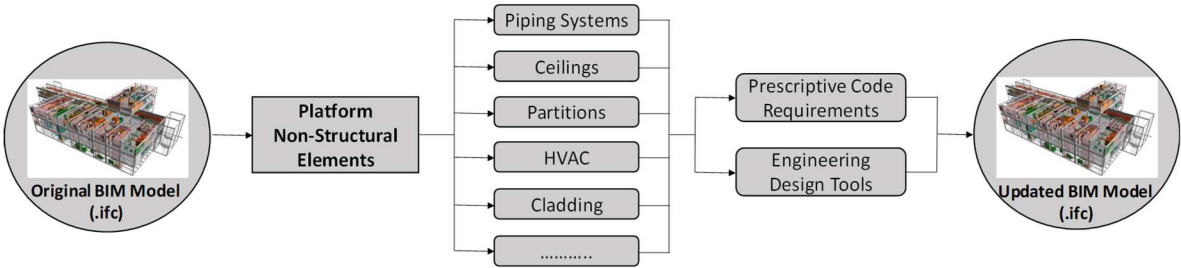 Original BIM Model
(.ifc)
Platform
Non-Structural
Elements
Piping Systems
Ceilings
Partitions
HVAC
Cladding
...........
Prescriptive Code
Requirements
Engineering
Design Tools
Updated BIM Model
(.ifc)